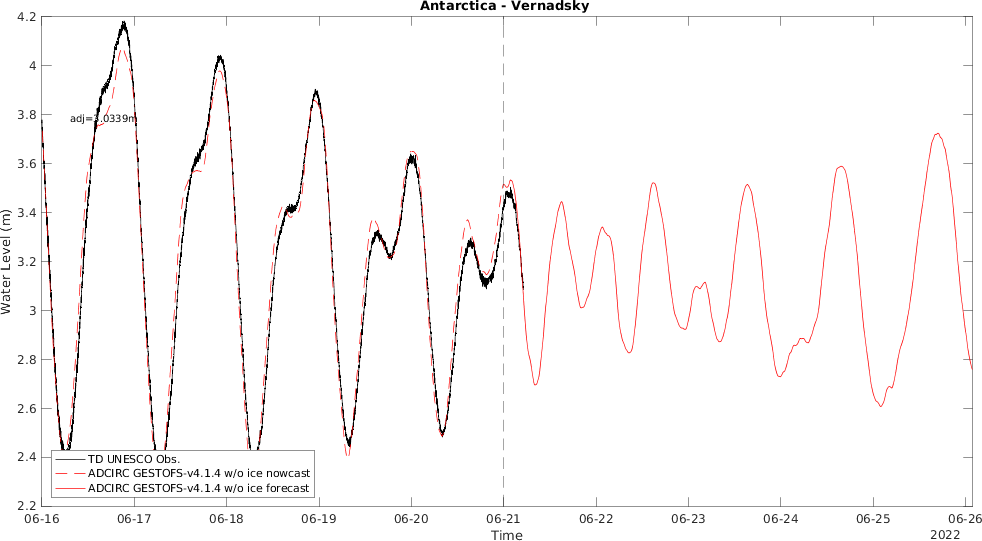 Antarctica - Vernadsky
4.2
4
3.8
3.6
3.4
3.2
3
2.8
2.6
2.4
2.2
Water Level (m)
adj=3.0339m
TD UNESCO Obs.
ADCIRC GESTOFS-v4.1.4 w/o ice nowcast
ADCIRC GESTOFS-v4.1.4 w/o ice forecast
06-16 06-17 06-18 06-19 06-20 06-21 06-22 06-23 06-24 06-25 06-26
Time
2022